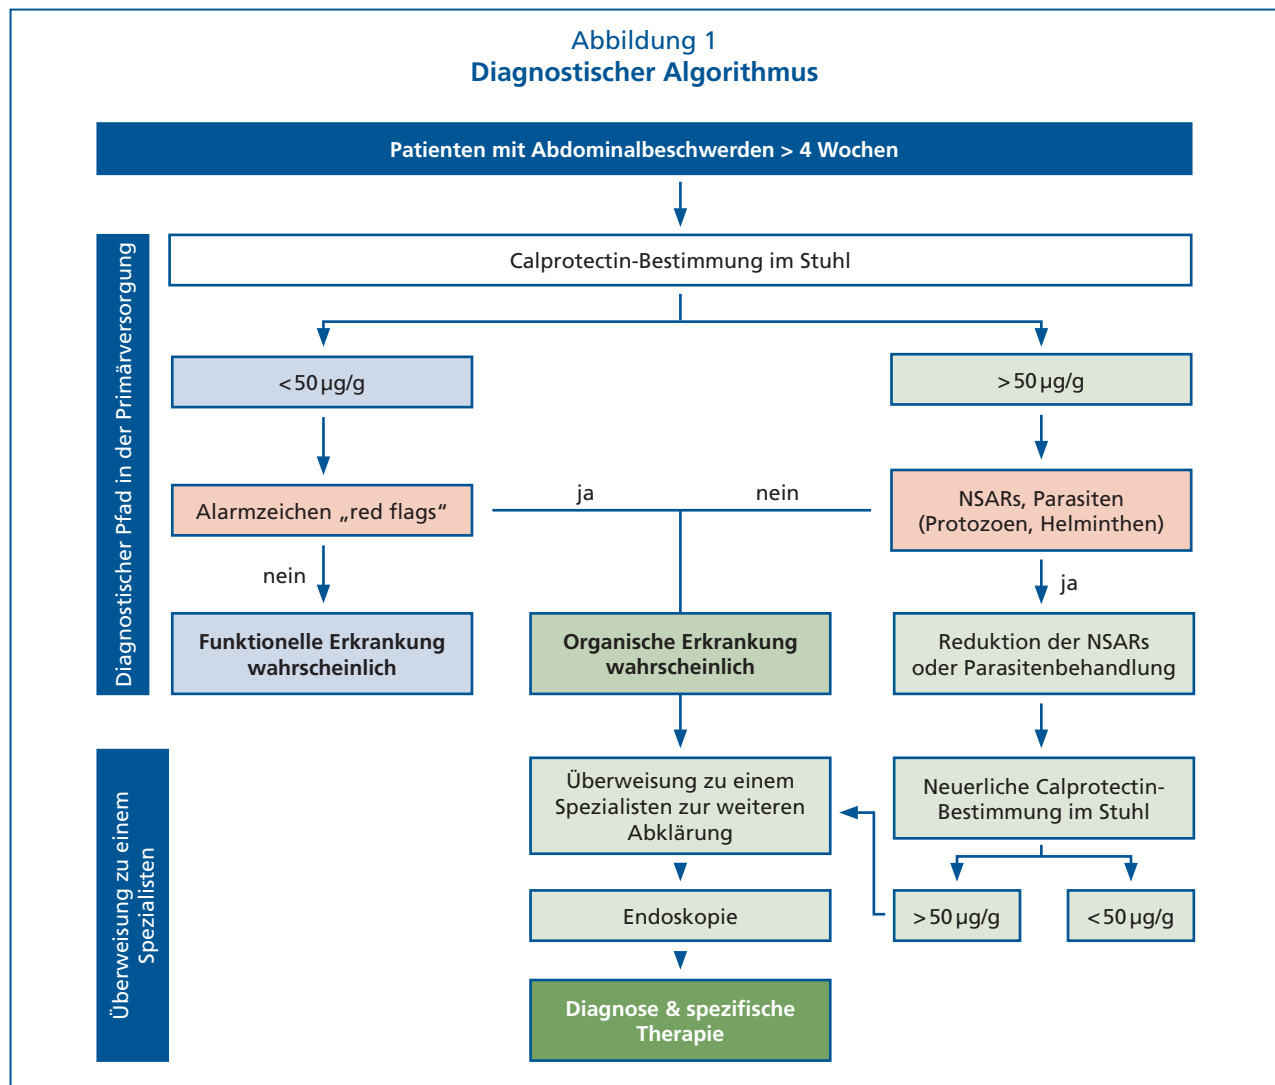 Abbildung 1
Diagnostischer Algorithmus
Patienten mit Abdominalbeschwerden > 4 Wochen
Diagnostischer Pfad in der Primärversorgung
Calprotectin-Bestimmung im Stuhl
<50 µg/g
>50 µg/g
Alarmzeichen „red flags“
ja
nein
NSARs, Parasiten
(Protozoen, Helminthen)
nein
ja
Funktionelle Erkrankung
wahrscheinlich
Organische Erkrankung
wahrscheinlich
Reduktion der NSARs
oder Parasitenbehandlung
Überweisung zu einem
Spezialisten
Überweisung zu einem
Spezialisten zur weiteren
Abklärung
Neuerliche Calprotectin-
Bestimmung im Stuhl
Endoskopie
>50 µg/g
<50 µg/g
Diagnose & spezifische
Therapie